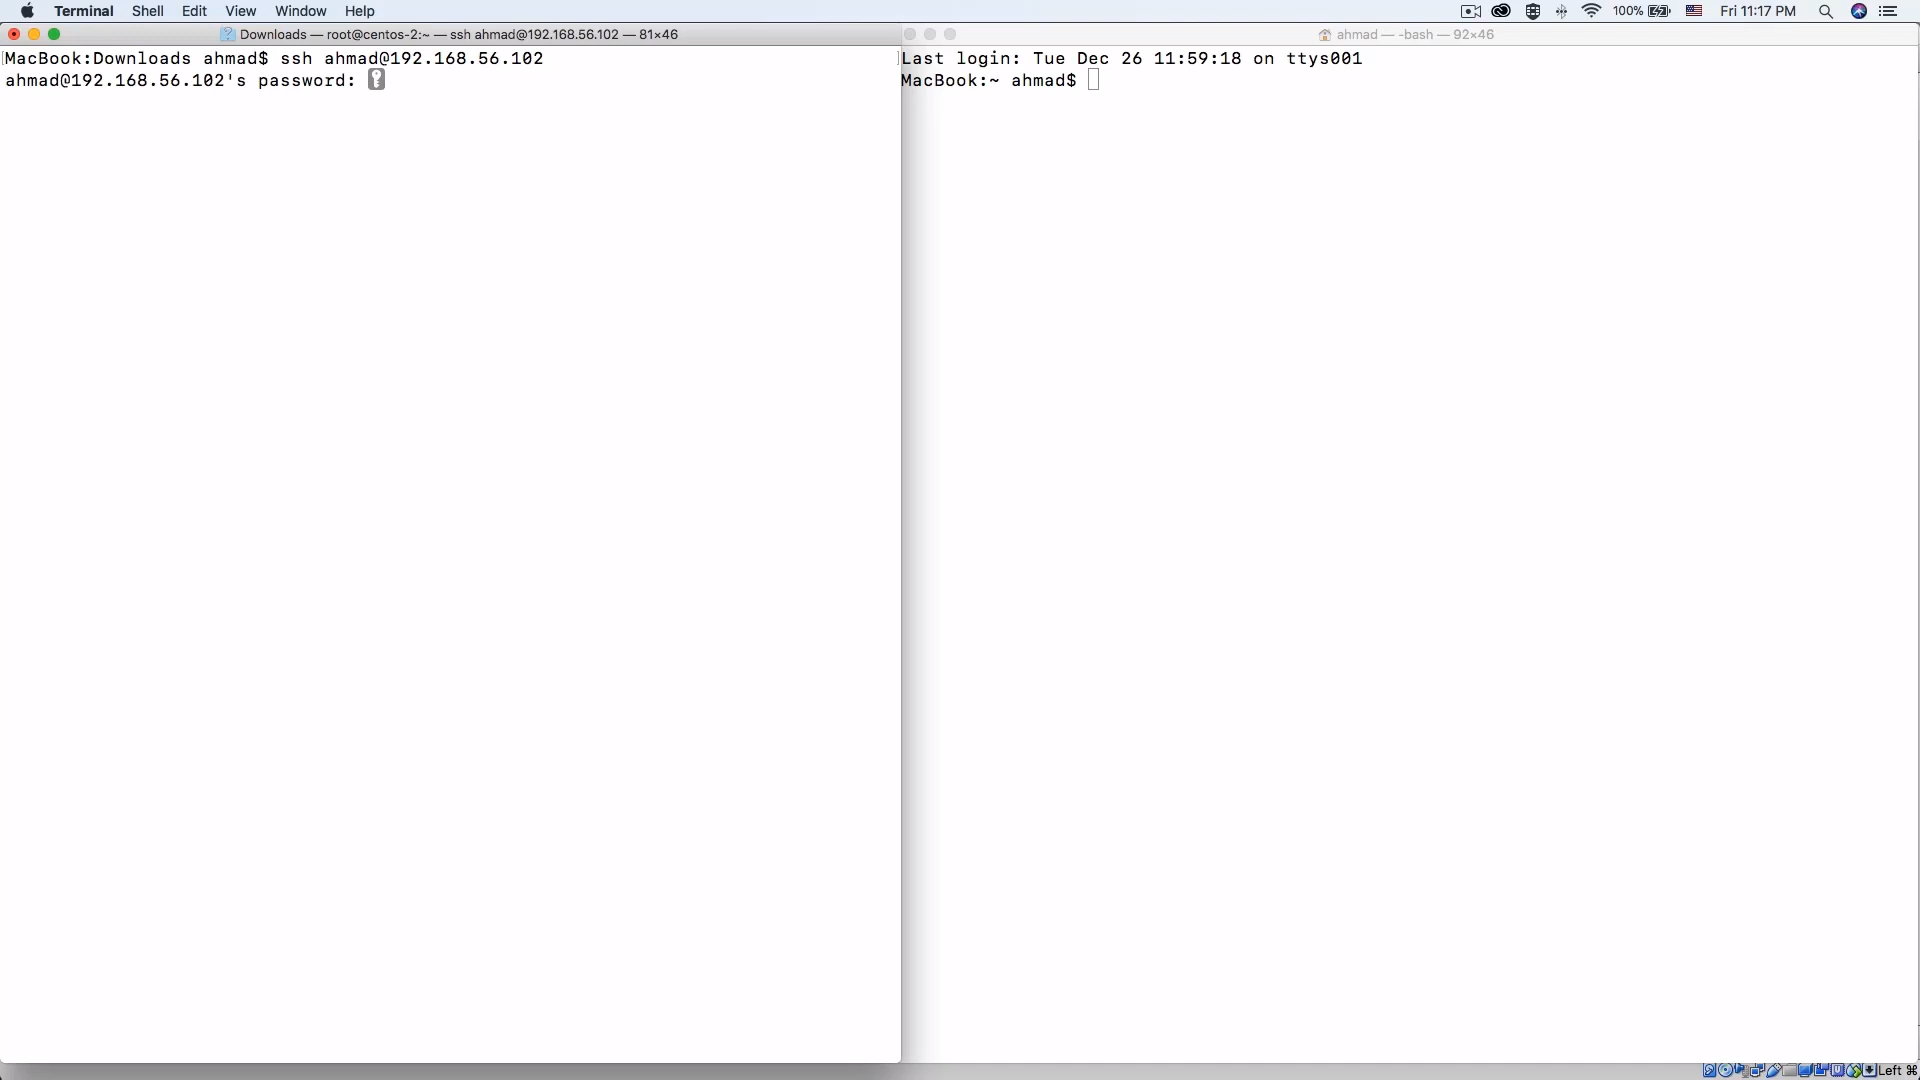 Terminal Shell Edit View Window Help 100% Fri 11:17 PM
Downloads — root@centos-2:~ — ssh ahmad@192.168.56.102 — 81×46
MacBook:Downloads ahmad$ ssh ahmad@192.168.56.102
ahmad@192.168.56.102's password:
ahmad — -bash — 92×46
Last login: Tue Dec 26 11:59:18 on ttys001
MacBook:~ ahmad$
Left ⌘